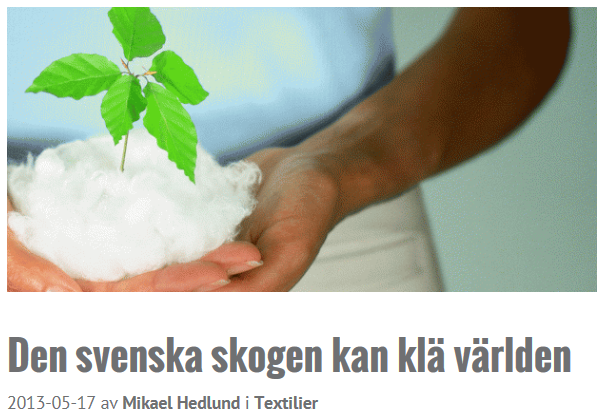 Den svenska skogen kan klä världen
2013-05-17 av Mikael Hedlund i Textilier